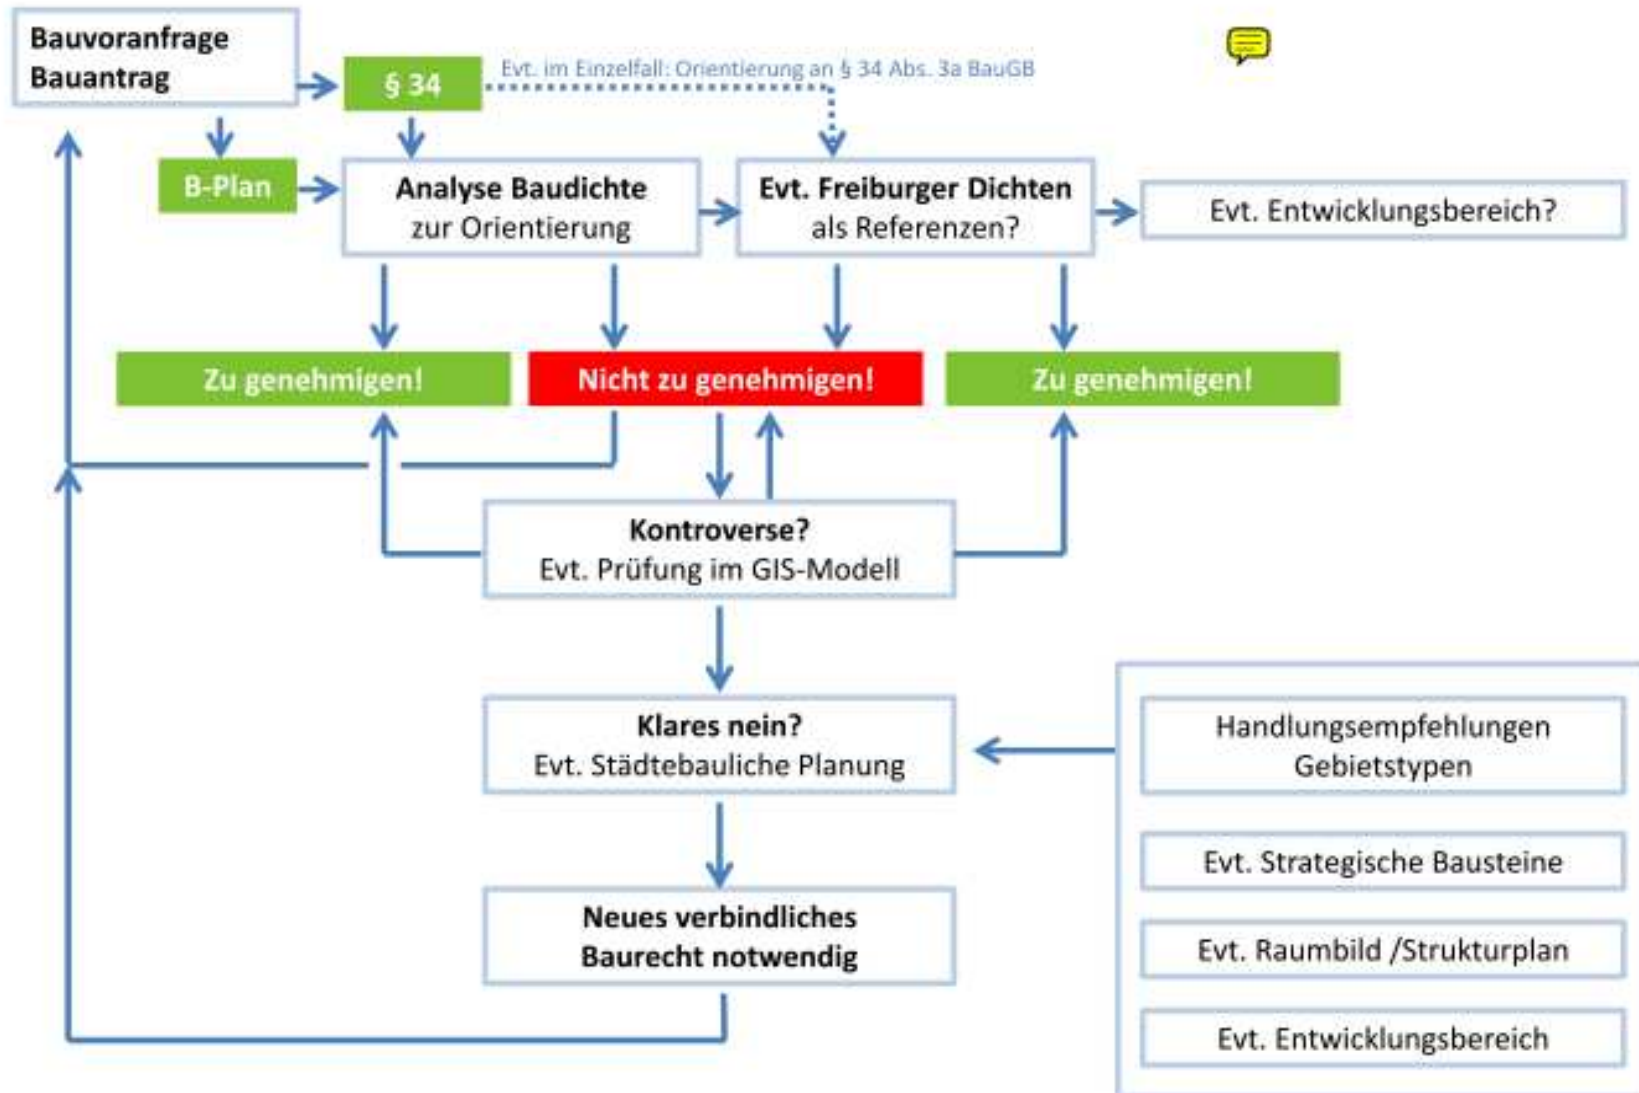 Bauvoranfrage
Bauantrag
§ 34
Evt. im Einzelfall: Orientierung an § 34 Abs. 3a BauGB
B-Plan
Analyse Baudichte
zur Orientierung
Evt. Freiburger Dichten
als Referenzen?
Evt. Entwicklungsbereich?
Zu genehmigen!
Nicht zu genehmigen!
Zu genehmigen!
Kontroverse?
Evt. Prüfung im GIS-Modell
Klares nein?
Evt. Städtebauliche Planung
Handlungsempfehlungen
Gebietstypen
Evt. Strategische Bausteine
Neues verbindliches
Baurecht notwendig
Evt. Raumbild /Strukturplan
Evt. Entwicklungsbereich